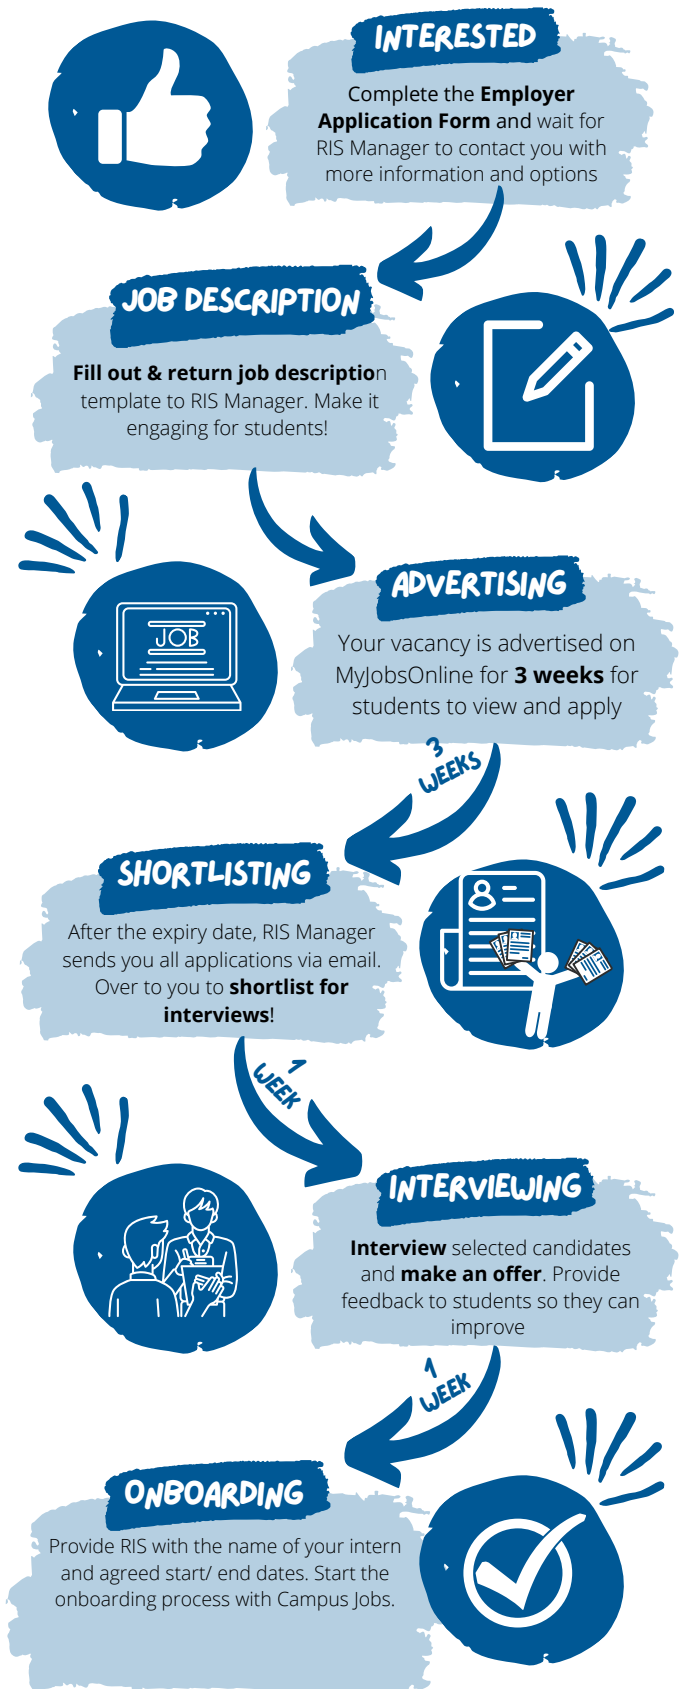 INTERESTED
Complete the Employer
Application Form and wait for
RIS Manager to contact you with
more information and options
JOB DESCRIPTION
Fill out & return job description
template to RIS Manager. Make it
engaging for students!
JOB
ADVERTISING
Your vacancy is advertised on
MyJobsOnline for 3 weeks for
students to view and apply
3
WEEKS
SHORTLISTING
After the expiry date, RIS Manager
sends you all applications via email.
Over to you to shortlist for
interviews!
1
WEEK
INTERVIEWING
Interview selected candidates
and make an offer. Provide
feedback to students so they can
improve
1
WEEK
ONBOARDING
Provide RIS with the name of your intern
and agreed start/ end dates. Start the
onboarding process with Campus Jobs.